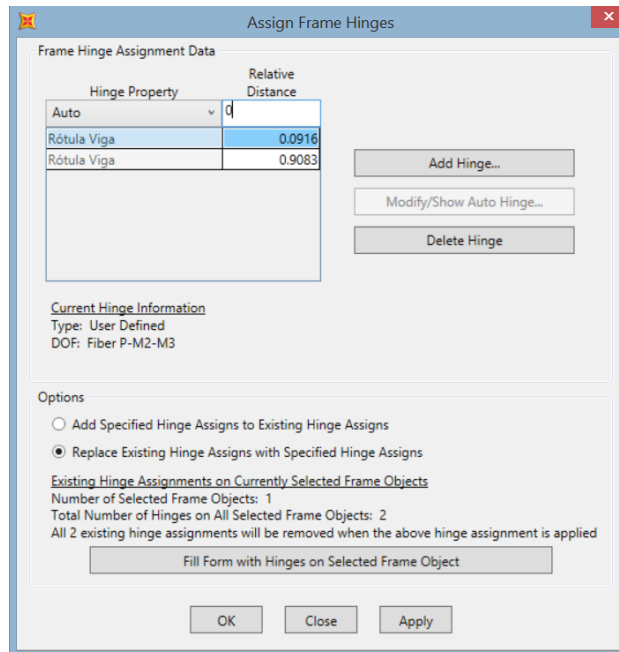 Assign Frame Hinges
Frame Hinge Assignment Data
Hinge Property
Relative Distance
Auto 0
Rótula Viga 0.0916
Rótula Viga 0.9083
Add Hinge...
Modify/Show Auto Hinge...
Delete Hinge
Current Hinge Information
Type: User Defined
DOF: Fiber P-M2-M3
Options
Add Specified Hinge Assigns to Existing Hinge Assigns
Replace Existing Hinge Assigns with Specified Hinge Assigns
Existing Hinge Assignments on Currently Selected Frame Objects
Number of Selected Frame Objects: 1
Total Number of Hinges on All Selected Frame Objects: 2
All 2 existing hinge assignments will be removed when the above hinge assignment is applied
Fill Form with Hinges on Selected Frame Object
OK Close Apply